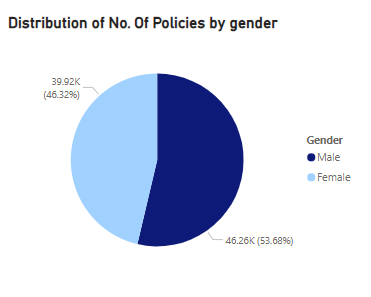 Distribution of No. Of Policies by gender
39.92K
(46.32%)
Gender
Male
Female
46.26K (53.68%)